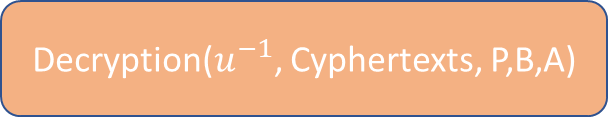 Decryption(𝑢⁻¹, Cyphertexts, P,B,A)